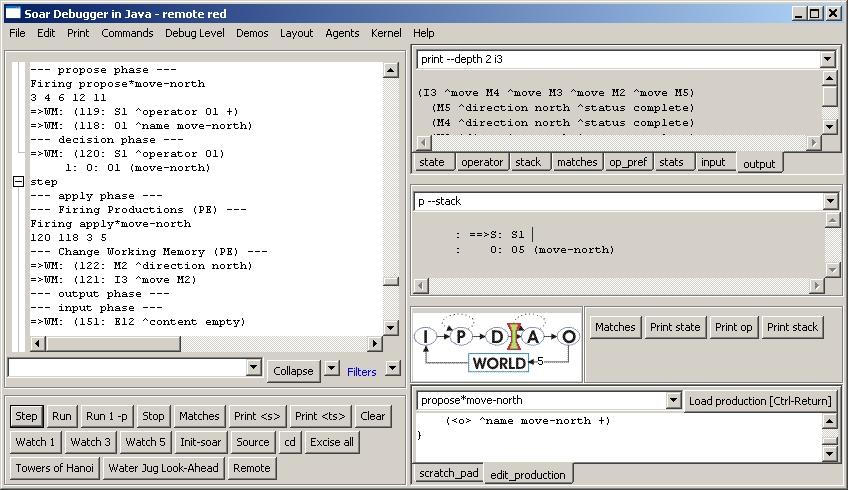 Soar Debugger in Java - remote red
File Edit Print Commands Debug Level Demos Layout Agents Kernel Help
--- propose phase ---
Firing propose*move-north
3 4 6 12 11
=>WM: (119: S1 ^operator O1 +)
=>WM: (118: O1 ^name move-north)
--- decision phase ---
=>WM: (120: S1 ^operator O1)
1: O: O1 (move-north)
step
--- apply phase ---
--- Firing Productions (PE) ---
Firing apply*move-north
120 118 3 5
--- Change Working Memory (PE) ---
=>WM: (122: M2 ^direction north)
=>WM: (121: I3 ^move M2)
--- output phase ---
--- input phase ---
=>WM: (151: E12 ^content empty)
Collapse Filters
Step Run Run 1 -p Stop Matches Print <s> Print <ts> Clear
Watch 1 Watch 3 Watch 5 Init-soar Source cd Excise all
Towers of Hanoi Water Jug Look-Ahead Remote
print --depth 2 i3
(I3 ^move M4 ^move M3 ^move M2 ^move M5)
(M5 ^direction north ^status complete)
(M4 ^direction north ^status complete)
state operator stack matches op_pref stats input output
p --stack
: ==>S: S1
: O: O5 (move-north)
I P D A O
WORLD 5
Matches Print state Print op Print stack
propose*move-north Load production [Ctrl-Return]
(<o> ^name move-north +)
}
scratch_pad edit_production